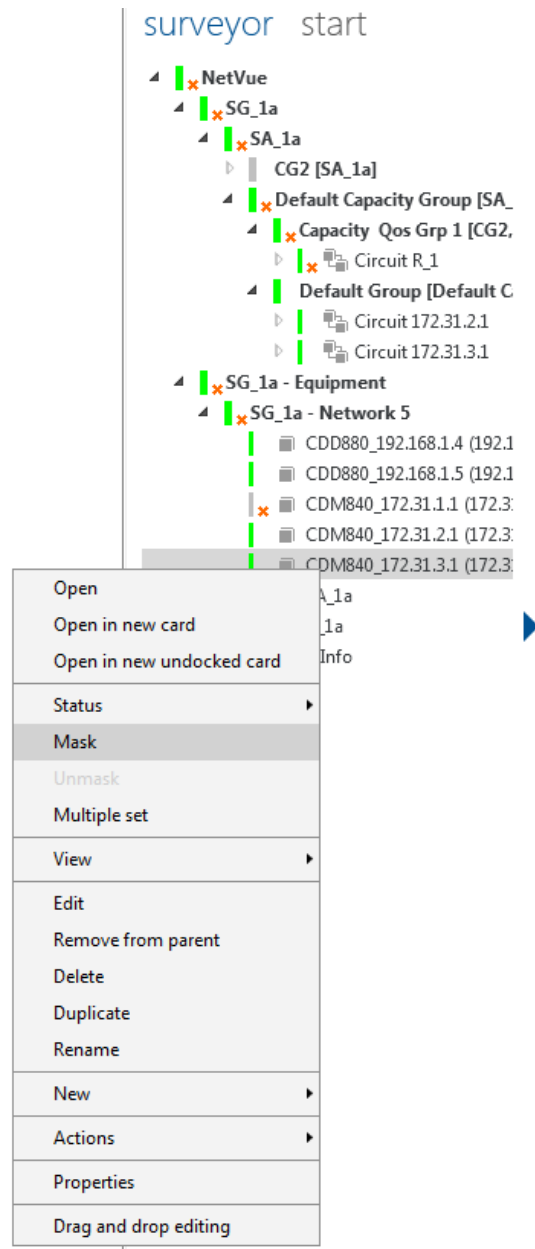 surveyor start
NetVue
SG_1a
SA_1a
CG2 [SA_1a]
Default Capacity Group [SA_
Capacity Qos Grp 1 [CG2,
Circuit R_1
Default Group [Default C
Circuit 172.31.2.1
Circuit 172.31.3.1
SG_1a - Equipment
SG_1a - Network 5
CDD880_192.168.1.4 (192.1
CDD880_192.168.1.5 (192.1
CDM840_172.31.1.1 (172.3
CDM840_172.31.2.1 (172.3
CDM840_172.31.3.1 (172.3
Open
A_1a
Open in new card
_1a
Open in new undocked card
Info
Status
Mask
Unmask
Multiple set
View
Edit
Remove from parent
Delete
Duplicate
Rename
New
Actions
Properties
Drag and drop editing